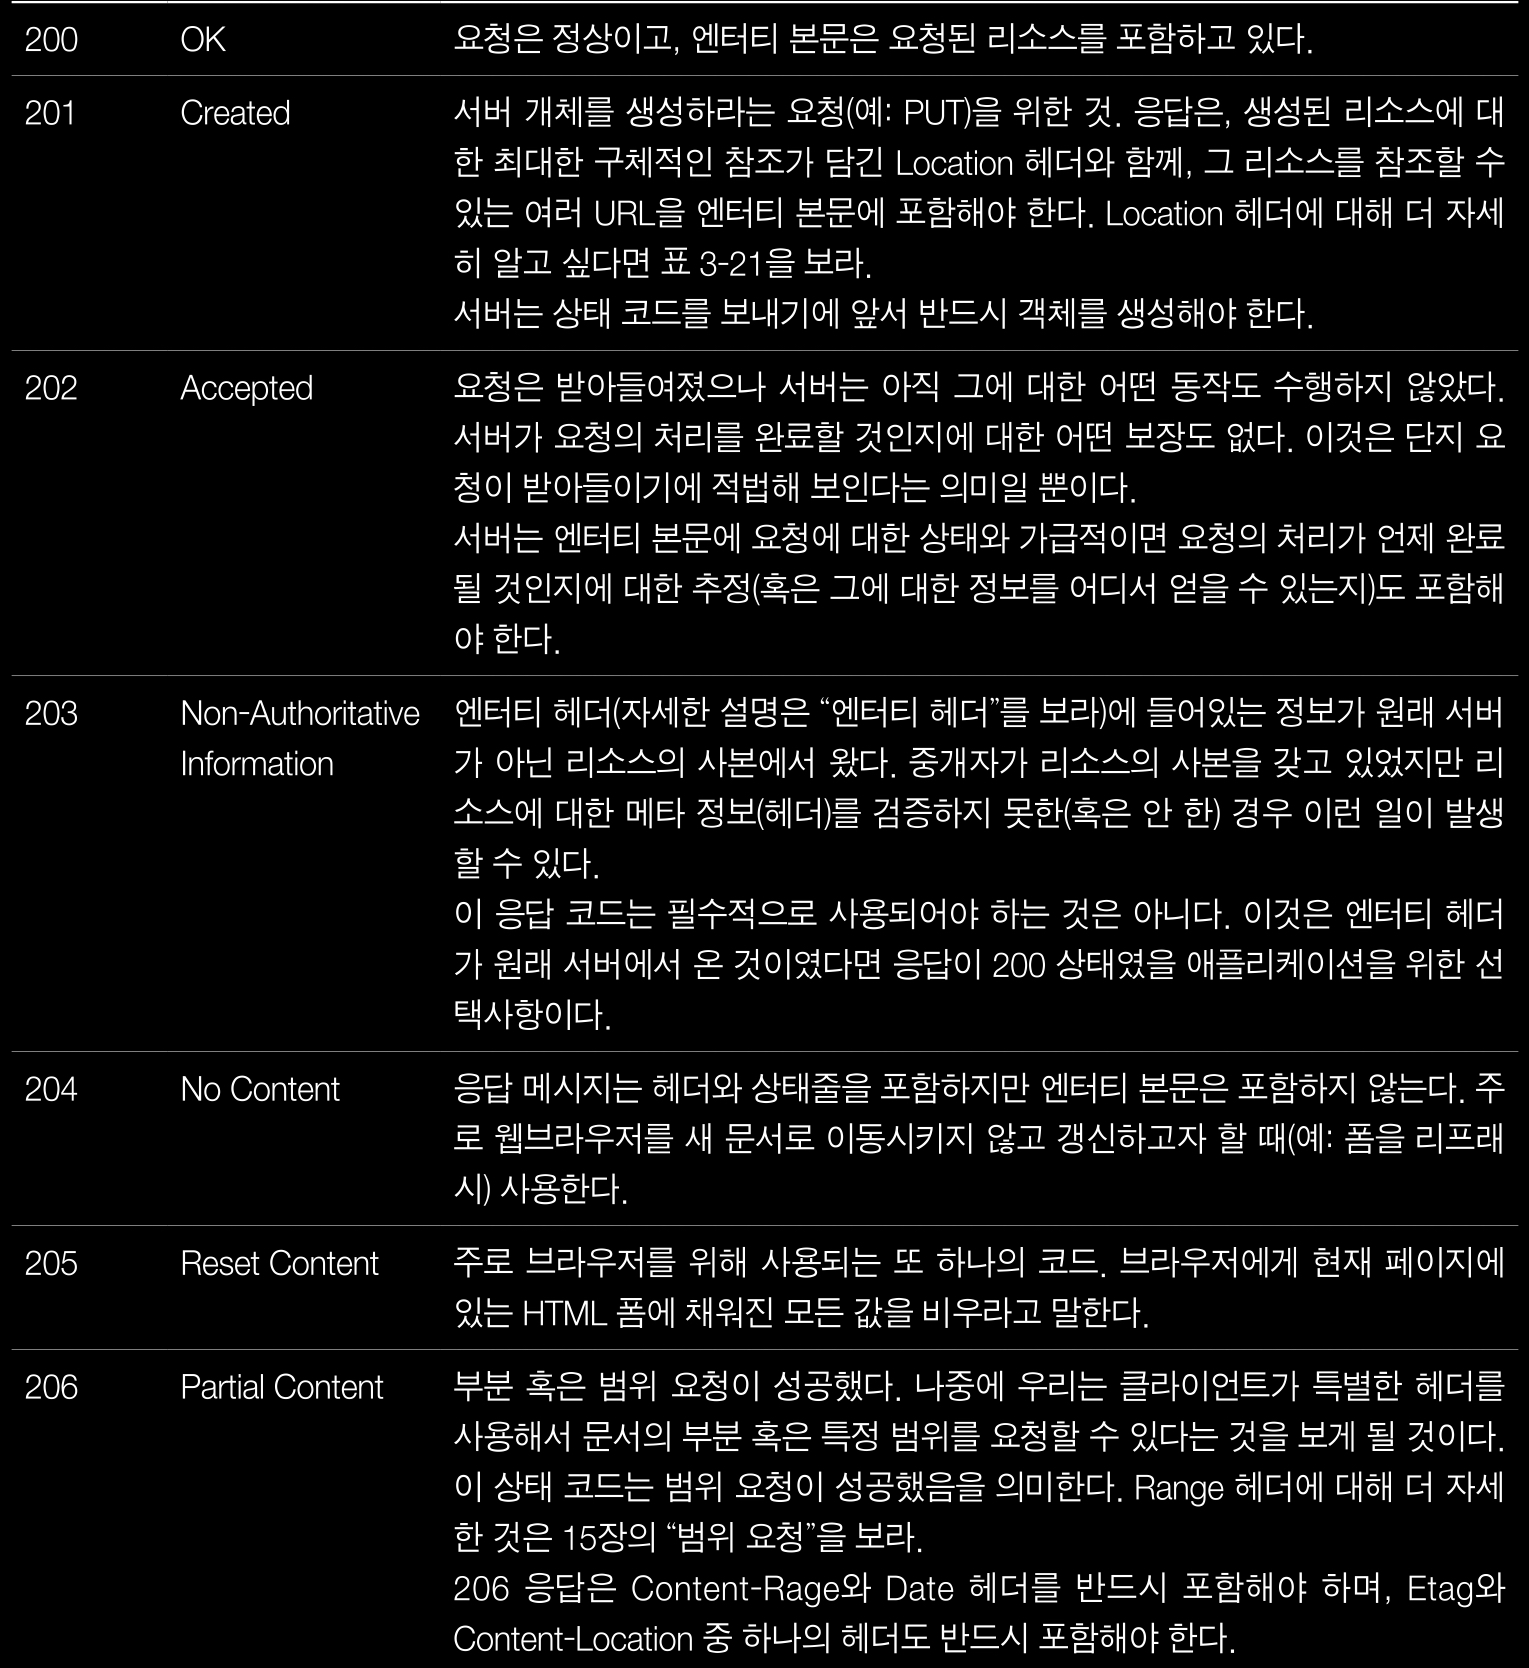 200 OK 요청은 정상이고, 엔터티 본문은 요청된 리소스를 포함하고 있다.
201 Created 서버 개체를 생성하라는 요청(예: PUT)을 위한 것. 응답은, 생성된 리소스에 대
한 최대한 구체적인 참조가 담긴 Location 헤더와 함께, 그 리소스를 참조할 수
있는 여러 URL을 엔터티 본문에 포함해야 한다. Location 헤더에 대해 더 자세
히 알고 싶다면 표 3-21을 보라.
서버는 상태 코드를 보내기에 앞서 반드시 객체를 생성해야 한다.
202 Accepted 요청은 받아들여졌으나 서버는 아직 그에 대한 어떤 동작도 수행하지 않았다.
서버가 요청의 처리를 완료할 것인지에 대한 어떤 보장도 없다. 이것은 단지 요
청이 받아들이기에 적법해 보인다는 의미일 뿐이다.
서버는 엔터티 본문에 요청에 대한 상태와 가급적이면 요청의 처리가 언제 완료
될 것인지에 대한 추정(혹은 그에 대한 정보를 어디서 얻을 수 있는지)도 포함해
야 한다.
203 Non-Authoritative 엔터티 헤더(자세한 설명은 “엔터티 헤더”를 보라)에 들어있는 정보가 원래 서버
Information 가 아닌 리소스의 사본에서 왔다. 중개자가 리소스의 사본을 갖고 있었지만 리
소스에 대한 메타 정보(헤더)를 검증하지 못한(혹은 안 한) 경우 이런 일이 발생
할 수 있다.
이 응답 코드는 필수적으로 사용되어야 하는 것은 아니다. 이것은 엔터티 헤더
가 원래 서버에서 온 것이였다면 응답이 200 상태였을 애플리케이션을 위한 선
택사항이다.
204 No Content 응답 메시지는 헤더와 상태줄을 포함하지만 엔터티 본문은 포함하지 않는다. 주
로 웹브라우저를 새 문서로 이동시키지 않고 갱신하고자 할 때(예: 폼을 리프래
시) 사용한다.
205 Reset Content 주로 브라우저를 위해 사용되는 또 하나의 코드. 브라우저에게 현재 페이지에
있는 HTML 폼에 채워진 모든 값을 비우라고 말한다.
206 Partial Content 부분 혹은 범위 요청이 성공했다. 나중에 우리는 클라이언트가 특별한 헤더를
사용해서 문서의 부분 혹은 특정 범위를 요청할 수 있다는 것을 보게 될 것이다.
이 상태 코드는 범위 요청이 성공했음을 의미한다. Range 헤더에 대해 더 자세
한 것은 15장의 “범위 요청”을 보라.
206 응답은 Content-Rage와 Date 헤더를 반드시 포함해야 하며, Etag와
Content-Location 중 하나의 헤더도 반드시 포함해야 한다.